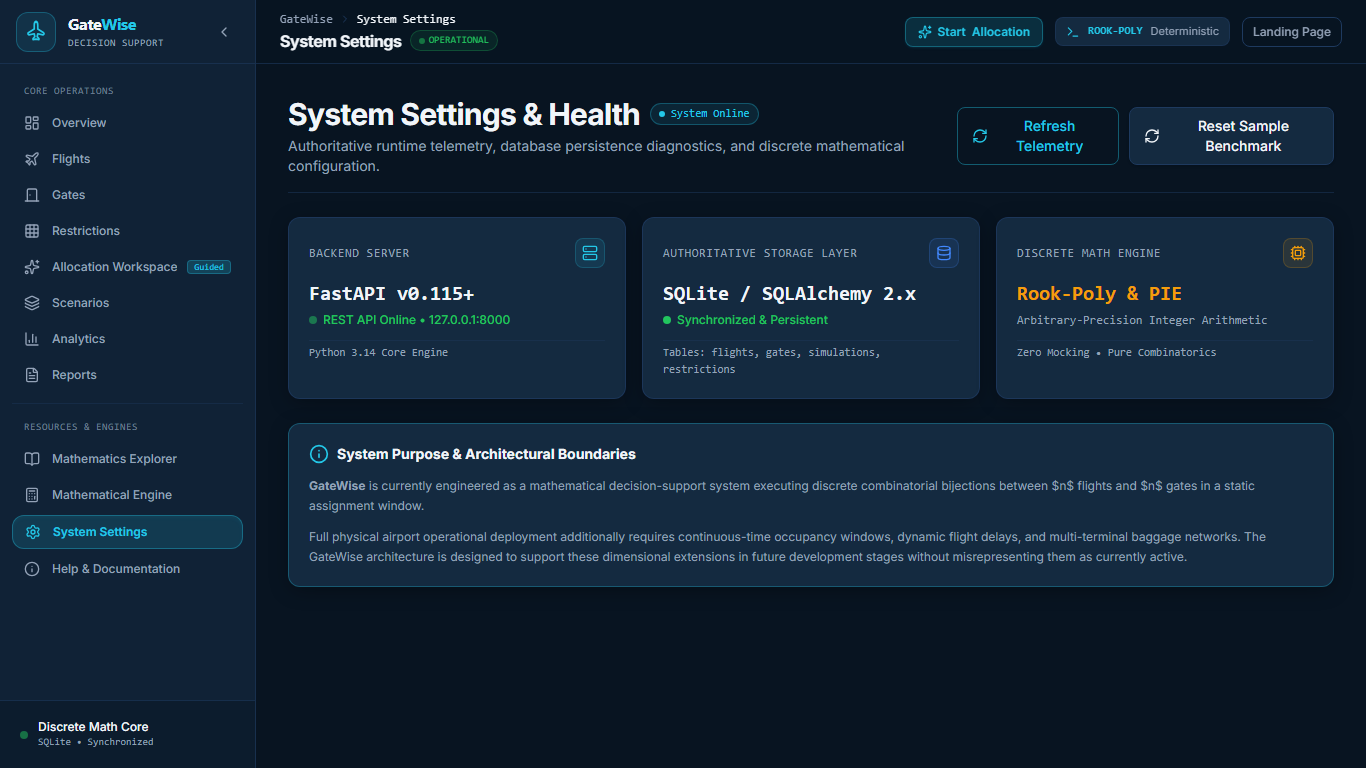 GateWise
DECISION SUPPORT
CORE OPERATIONS
Overview
Flights
Gates
Restrictions
Allocation Workspace Guided
Scenarios
Analytics
Reports
RESOURCES & ENGINES
Mathematics Explorer
Mathematical Engine
System Settings
Help & Documentation
Discrete Math Core
SQLite • Synchronized
GateWise › System Settings
System Settings OPERATIONAL
Start Allocation
ROOK-POLY Deterministic
Landing Page
System Settings & Health System Online
Authoritative runtime telemetry, database persistence diagnostics, and discrete mathematical
configuration.
Refresh
Telemetry
Reset Sample
Benchmark
BACKEND SERVER
FastAPI v0.115+
REST API Online • 127.0.0.1:8000
Python 3.14 Core Engine
AUTHORITATIVE STORAGE LAYER
SQLite / SQLAlchemy 2.x
Synchronized & Persistent
Tables: flights, gates, simulations,
restrictions
DISCRETE MATH ENGINE
Rook-Poly & PIE
Arbitrary-Precision Integer Arithmetic
Zero Mocking • Pure Combinatorics
System Purpose & Architectural Boundaries
GateWise is currently engineered as a mathematical decision-support system executing discrete combinatorial bijections between $n$ flights and $n$ gates in a static
assignment window.
Full physical airport operational deployment additionally requires continuous-time occupancy windows, dynamic flight delays, and multi-terminal baggage networks. The
GateWise architecture is designed to support these dimensional extensions in future development stages without misrepresenting them as currently active.